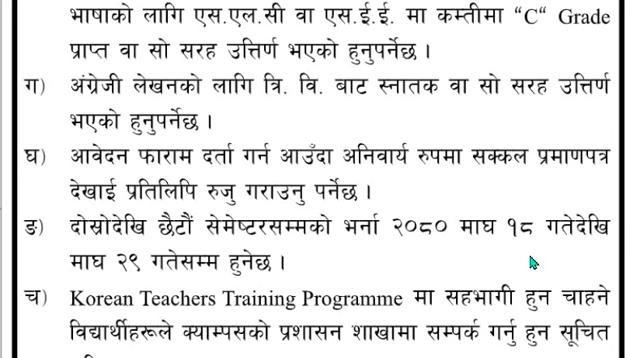 भाषाको लागि एस.एल.सी वा एस.ई.ई. मा कम्तीमा “C“ Grade
प्राप्त वा सो सरह उत्तिर्ण भएको हुनुपर्नेछ ।
ग) अंग्रेजी लेखनको लागि त्रि. वि. बाट स्नातक वा सो सरह उत्तिर्ण
भएको हुनुपर्नेछ ।
घ) आवेदन फाराम दर्ता गर्न आउँदा अनिवार्य रुपमा सक्कल प्रमाणपत्र
देखाई प्रतिलिपि रुजु गराउनु पर्नेछ ।
ङ) दोस्रोदेखि छैटौं सेमेष्टरसम्मको भर्ना २०८० माघ १८ गतेदेखि
माघ २९ गतेसम्म हुनेछ ।
च) Korean Teachers Training Programme मा सहभागी हुन चाहने
विद्यार्थीहरूले क्याम्पसको प्रशासन शाखामा सम्पर्क गर्नु हुन सूचित